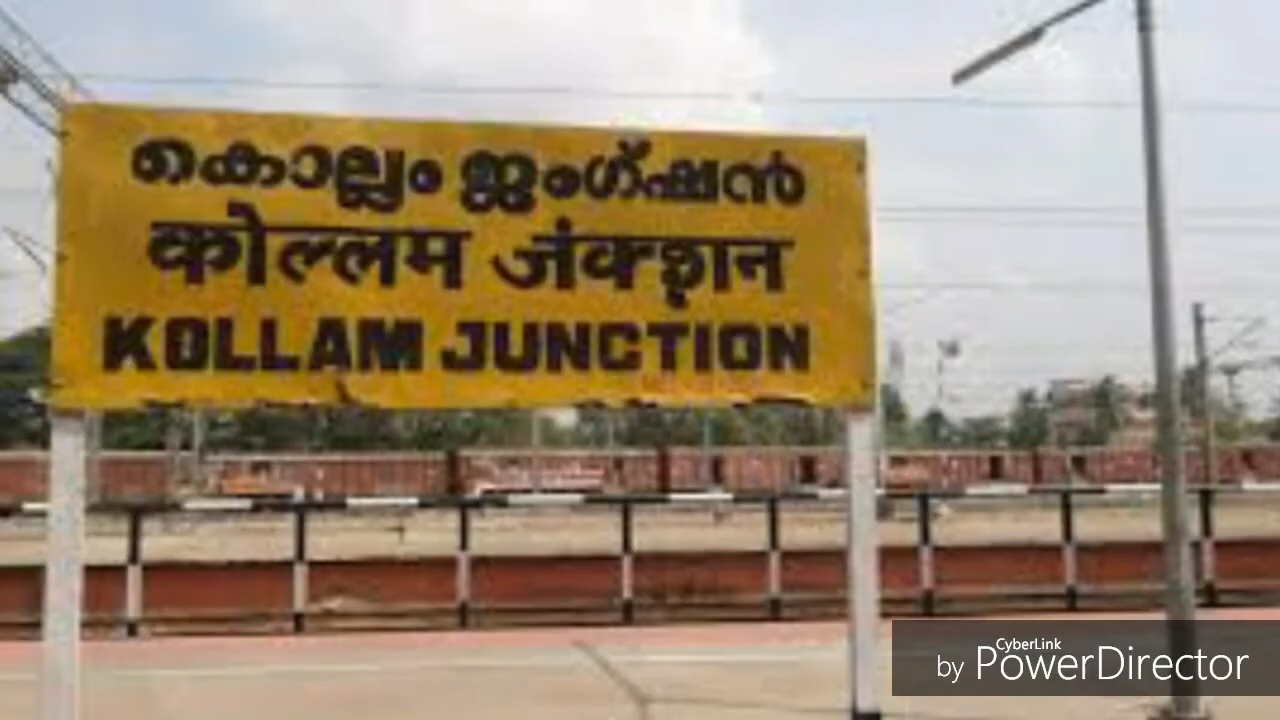 കൊല്ലം ജംഗ്ഷൻ
कोल्लम जंक्शन
KOLLAM JUNCTION
CyberLink
by PowerDirector